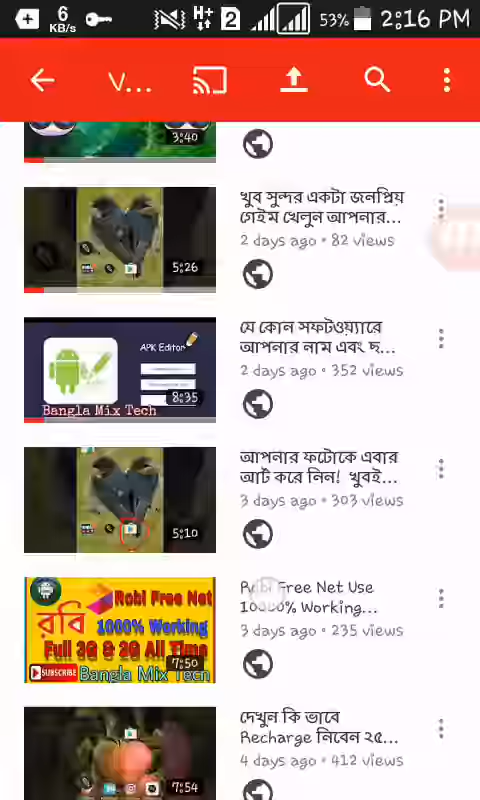 6
KB/s
H+
2
53%
2:16 PM
V...
3:40
5:26
খুব সুন্দর একটা জনপ্রিয়
গেইম খেলুন আপনার...
2 days ago • 82 views
APK Editor
8:35
Bangla Mix Tech
যে কোন সফটওয়্যারে
আপনার নাম এবং ছ...
2 days ago • 352 views
5:10
আপনার ফটোকে এবার
আর্ট করে নিন! খুবই...
3 days ago • 303 views
Robi Free Net
রবি
1000% Working
Full 3G & 2G All Time
7:50
SUBSCRIBE
Bangla Mix Tech
Robi Free Net Use
10000% Working...
3 days ago • 235 views
7:54
দেখুন কি ভাবে
Recharge নিবেন ২৫...
4 days ago • 412 views